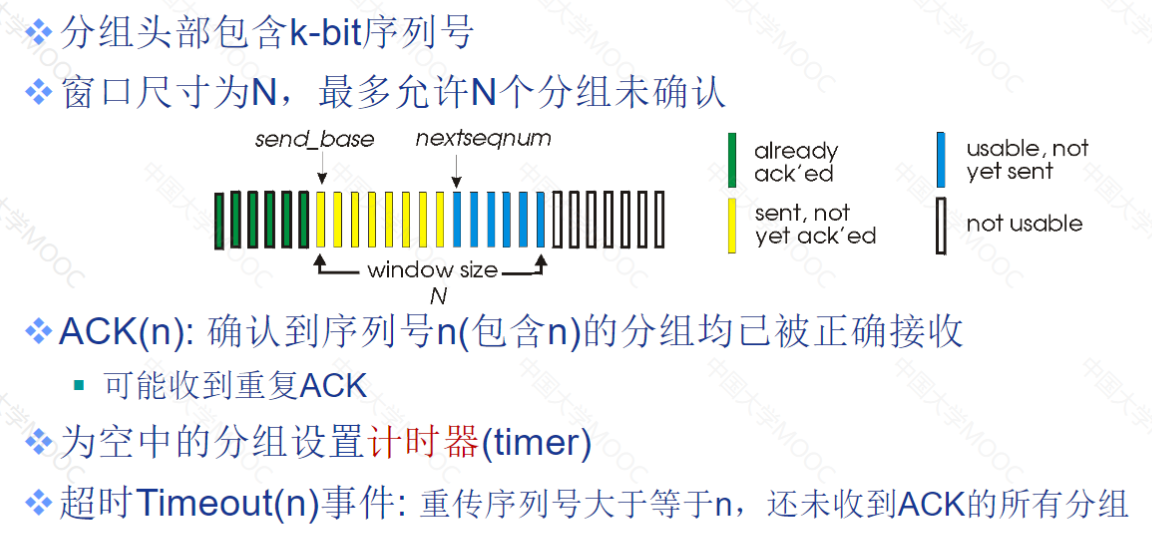 分组头部包含k-bit序列号
窗口尺寸为N，最多允许N个分组未确认
send_base nextseqnum
already ack'ed
usable, not yet sent
sent, not yet ack'ed
not usable
window size
N
ACK(n): 确认到序列号n(包含n)的分组均已被正确接收
可能收到重复ACK
为空中的分组设置计时器(timer)
超时Timeout(n)事件: 重传序列号大于等于n，还未收到ACK的所有分组
中国大学MOOC